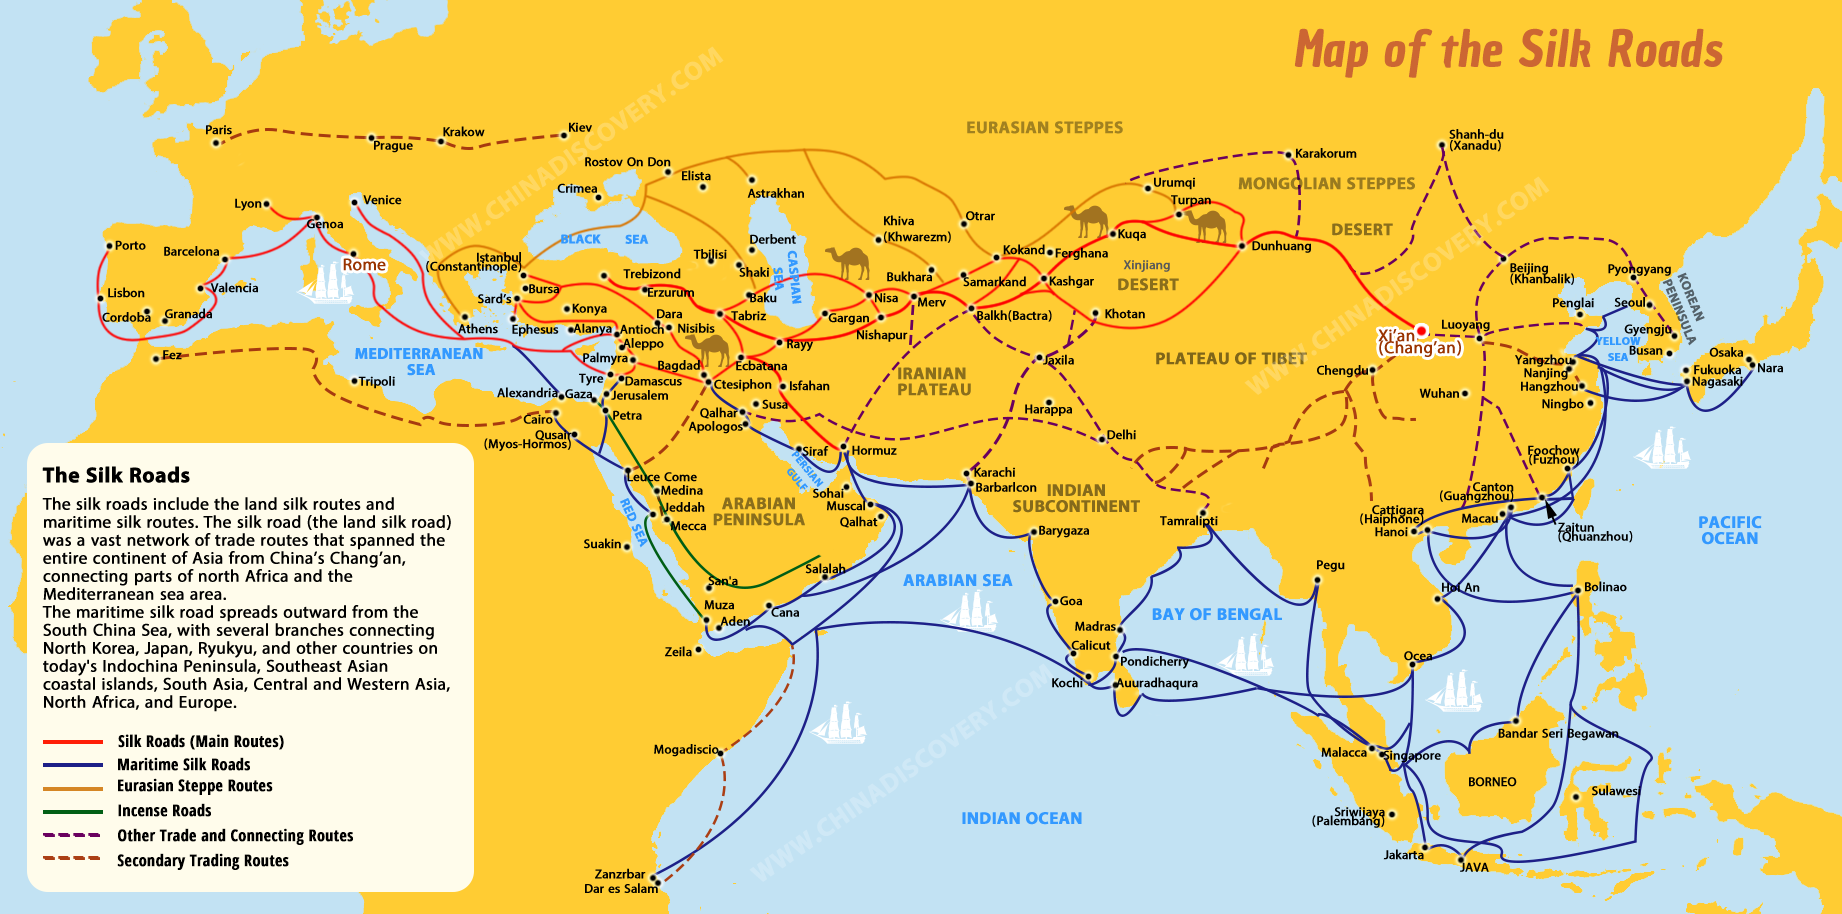 Map of the Silk Roads
WWW.CHINADISCOVERY.COM
WWW.CHINADISCOVERY.COM
WWW.CHINADISCOVERY.COM
EURASIAN STEPPES
Paris
Prague
Krakow
Kiev
Shanh-du
(Xanadu)
Karakorum
Rostov On Don
Elista
Crimea
Astrakhan
Urumqi
MONGOLIAN STEPPES
Turpan
Lyon
Venice
Genoa
Otrar
Khiva
(Khwarezm)
Kuqa
DESERT
Dunhuang
Porto
Barcelona
Rome
BLACK SEA
Istanbul
(Constantinople)
Tbilisi
Derbent
Shaki
CASPIAN
SEA
Kokand
Ferghana
Xinjiang
DESERT
Beijing
(Khanbalik)
Pyongyang
KOREAN
PENINSULA
Lisbon
Valencia
Cordoba
Granada
Bursa
Sard's
Trebizond
Erzurum
Baku
Bukhara
Samarkand
Kashgar
Penglai
Seoul
Athens
Ephesus
Konya
Alanya
Dara
Antioch
Nisibis
Tabriz
Gargan
Nisa
Merv
Nishapur
Balkh(Bactra)
Khotan
Xi'an
(Chang'an)
Luoyang
Gyengju
Busan
YELLOW
SEA
Fez
MEDITERRANEAN
SEA
Tripoli
Aleppo
Palmyra
Bagdad
Ecbatana
Rayy
IRANIAN
PLATEAU
Jaxila
PLATEAU OF TIBET
Chengdu
Yangzhou
Nanjing
Hangzhou
Ningbo
Wuhan
Osaka
Nara
Fukuoka
Nagasaki
Tyre
Damascus
Ctesiphon
Isfahan
Alexandria
Gaza
Jerusalem
Petra
Cairo
Susa
Qalhar
Apologos
Harappa
Delhi
Qusair
(Myos-Hormos)
Siraf
Hormuz
PERSIAN
GULF
Leuce Come
Medina
Jeddah
Mecca
RED SEA
ARABIAN
PENINSULA
Sohai
Muscal
Qalhat
Karachi
Barbarlcon
INDIAN
SUBCONTINENT
Tamralipti
Barygaza
Foochow
(Fuzhou)
Canton
(Guangzhou)
Cattigara
(Haiphone)
Hanoi
Macau
Zaitun
(Qhuanzhou)
PACIFIC
OCEAN
Suakin
San'a
Salalah
Muza
Cana
Aden
Zeila
ARABIAN SEA
Goa
BAY OF BENGAL
Madras
Calicut
Pondicherry
Kochi
Auuradhaqura
Pegu
Hoi An
Bolinao
Ocea
Mogadiscio
Malacca
Singapore
Bandar Seri Begawan
BORNEO
Sulawesi
Sriwijaya
(Palembang)
INDIAN OCEAN
Jakarta
JAVA
Zanzrbar
Dar es Salam
The Silk Roads
The silk roads include the land silk routes and
maritime silk routes. The silk road (the land silk road)
was a vast network of trade routes that spanned the
entire continent of Asia from China's Chang'an,
connecting parts of north Africa and the
Mediterranean sea area.
The maritime silk road spreads outward from the
South China Sea, with several branches connecting
North Korea, Japan, Ryukyu, and other countries on
today's Indochina Peninsula, Southeast Asian
coastal islands, South Asia, Central and Western Asia,
North Africa, and Europe.
Silk Roads (Main Routes)
Maritime Silk Roads
Eurasian Steppe Routes
Incense Roads
Other Trade and Connecting Routes
Secondary Trading Routes